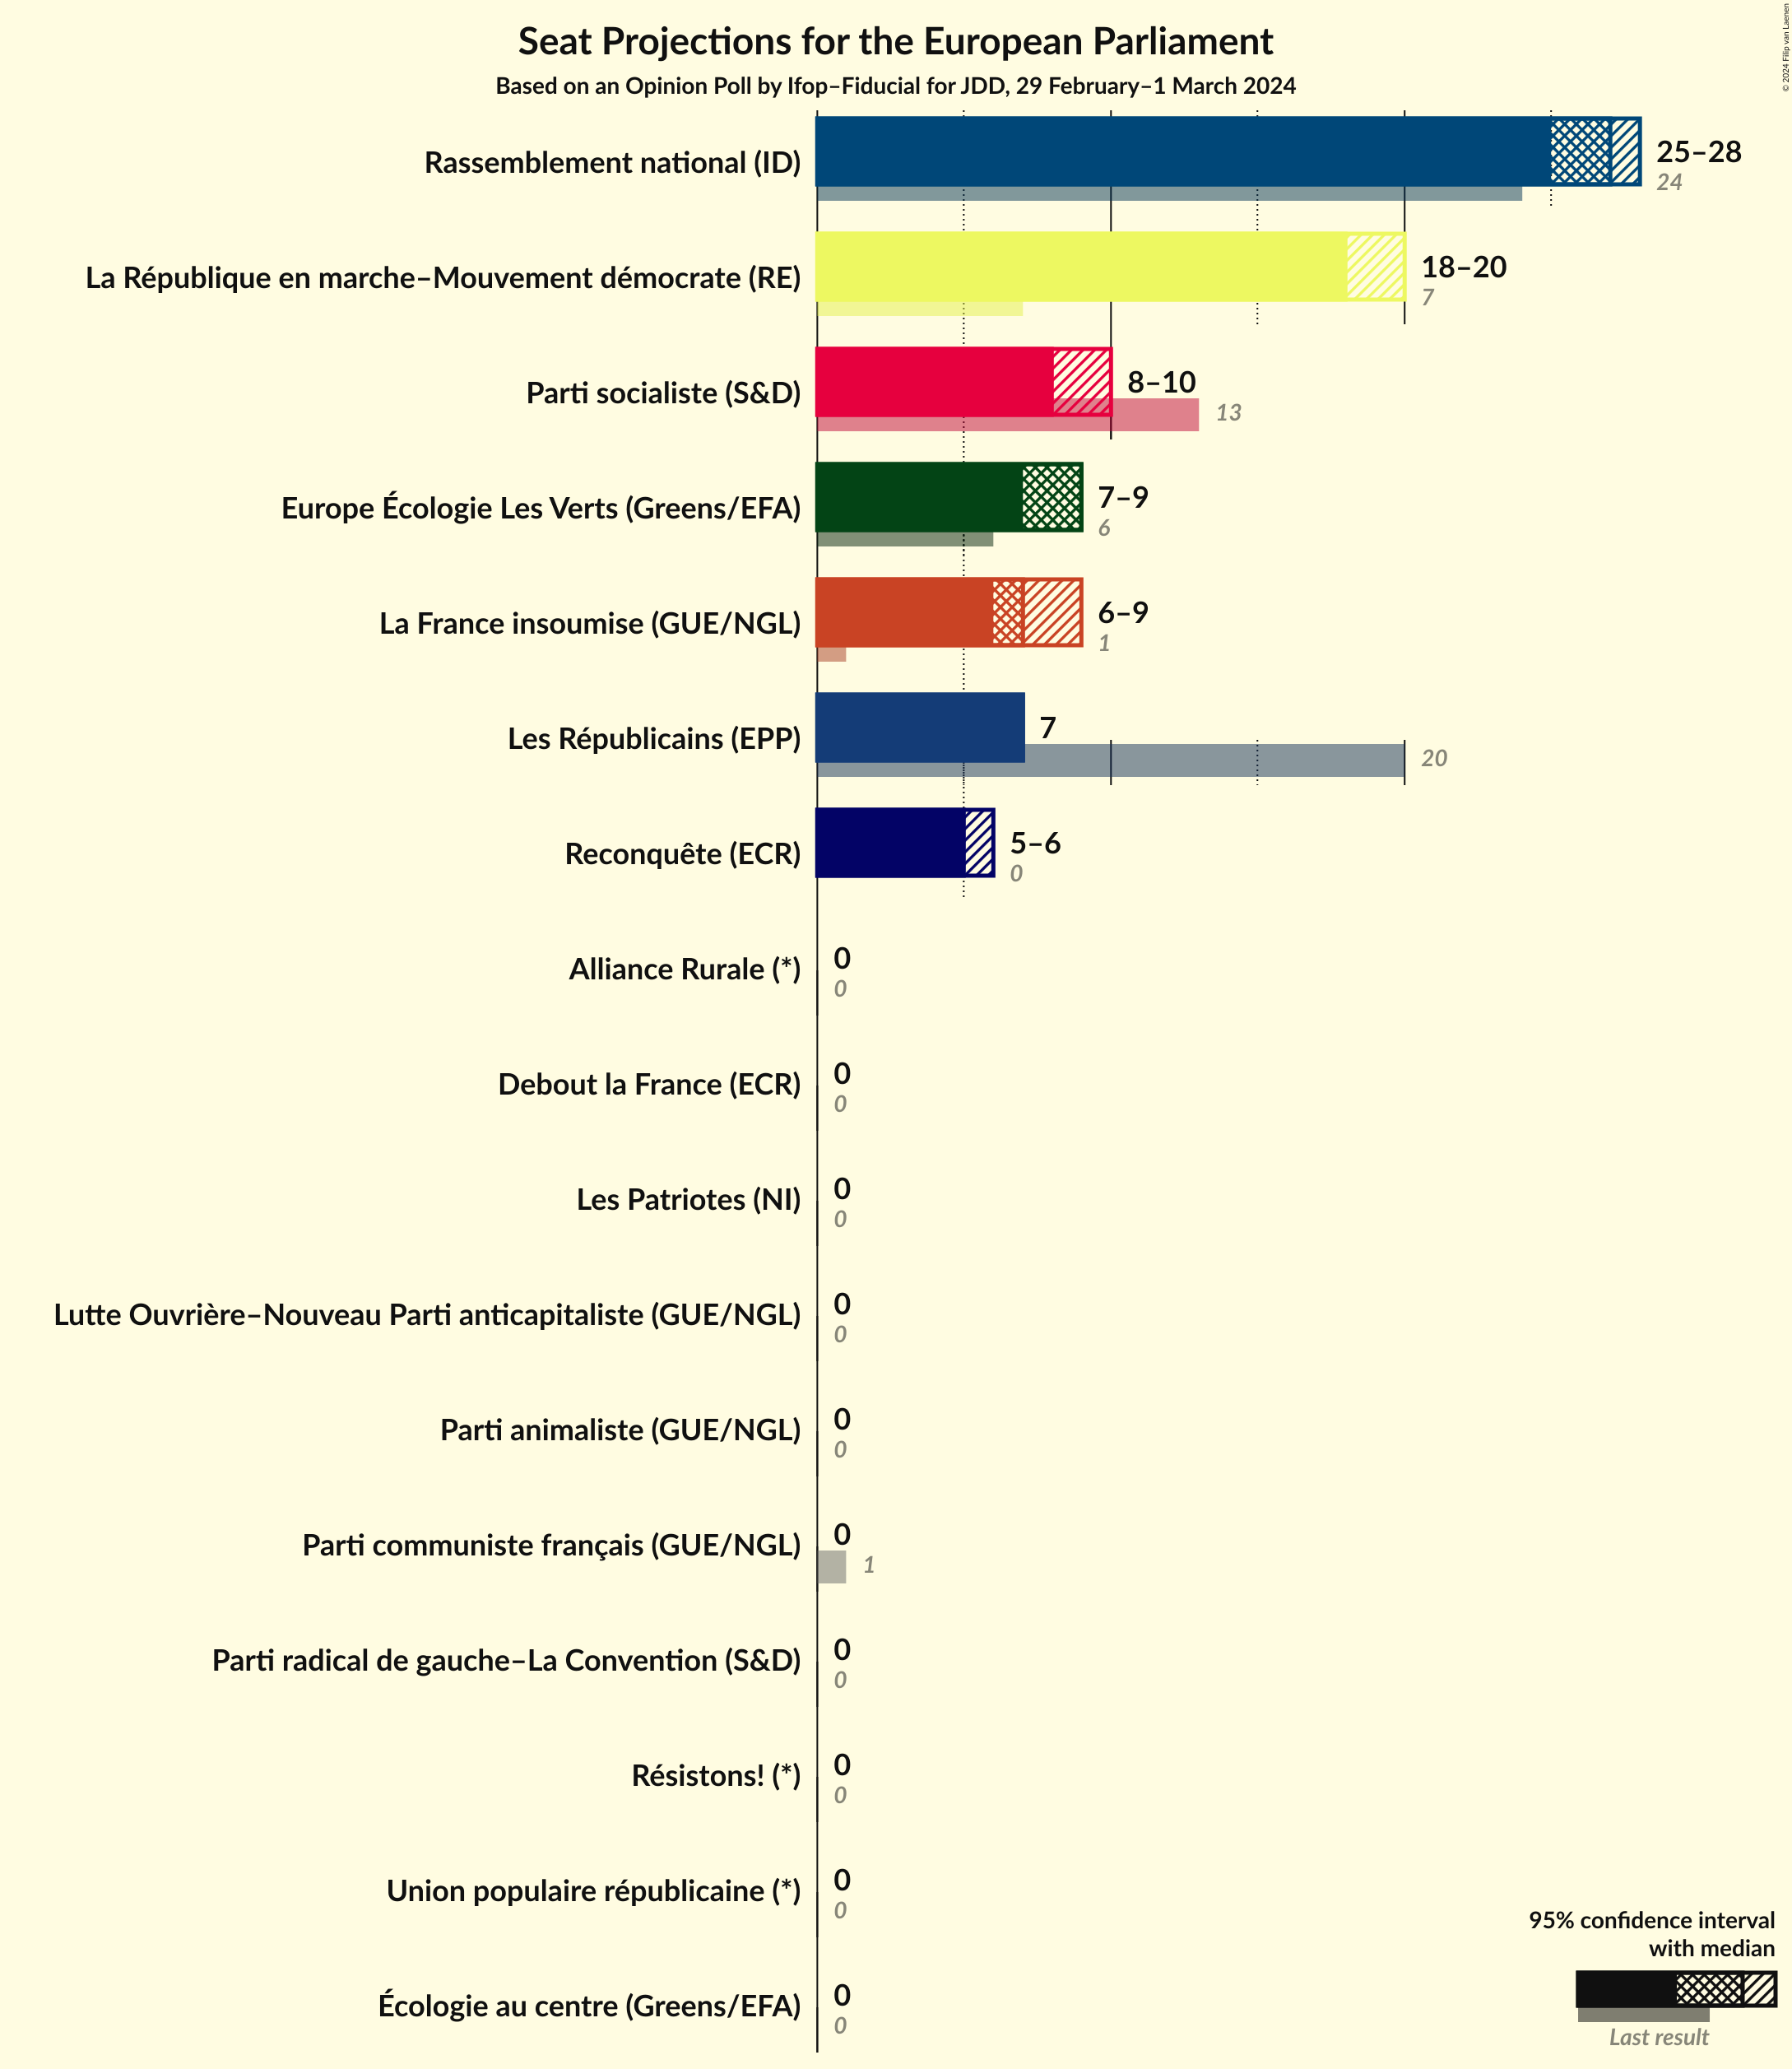 Seat Projections for the European Parliament
Based on an Opinion Poll by Ifop–Fiducial for JDD, 29 February–1 March 2024
© 2024 Filip van Laenen
Rassemblement national (ID)
25–28
24
La République en marche–Mouvement démocrate (RE)
18–20
7
Parti socialiste (S&D)
8–10
13
Europe Écologie Les Verts (Greens/EFA)
7–9
6
La France insoumise (GUE/NGL)
6–9
1
Les Républicains (EPP)
7
20
Reconquête (ECR)
5–6
0
Alliance Rurale (*)
0
0
Debout la France (ECR)
0
0
Les Patriotes (NI)
0
0
Lutte Ouvrière–Nouveau Parti anticapitaliste (GUE/NGL)
0
0
Parti animaliste (GUE/NGL)
0
0
Parti communiste français (GUE/NGL)
0
1
Parti radical de gauche–La Convention (S&D)
0
0
Résistons! (*)
0
0
Union populaire républicaine (*)
0
0
Écologie au centre (Greens/EFA)
0
0
95% confidence interval
with median
Last result